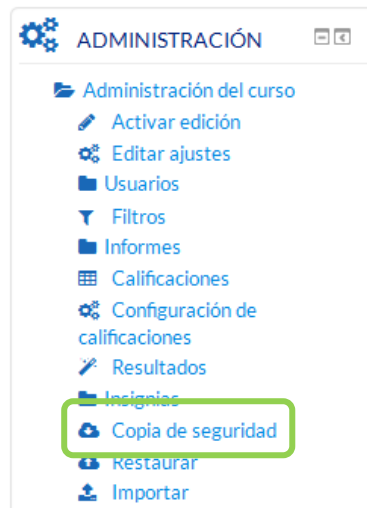 ADMINISTRACIÓN
Administración del curso
Activar edición
Editar ajustes
Usuarios
Filtros
Informes
Calificaciones
Configuración de
calificaciones
Resultados
Insignias
Copia de seguridad
Restaurar
Importar